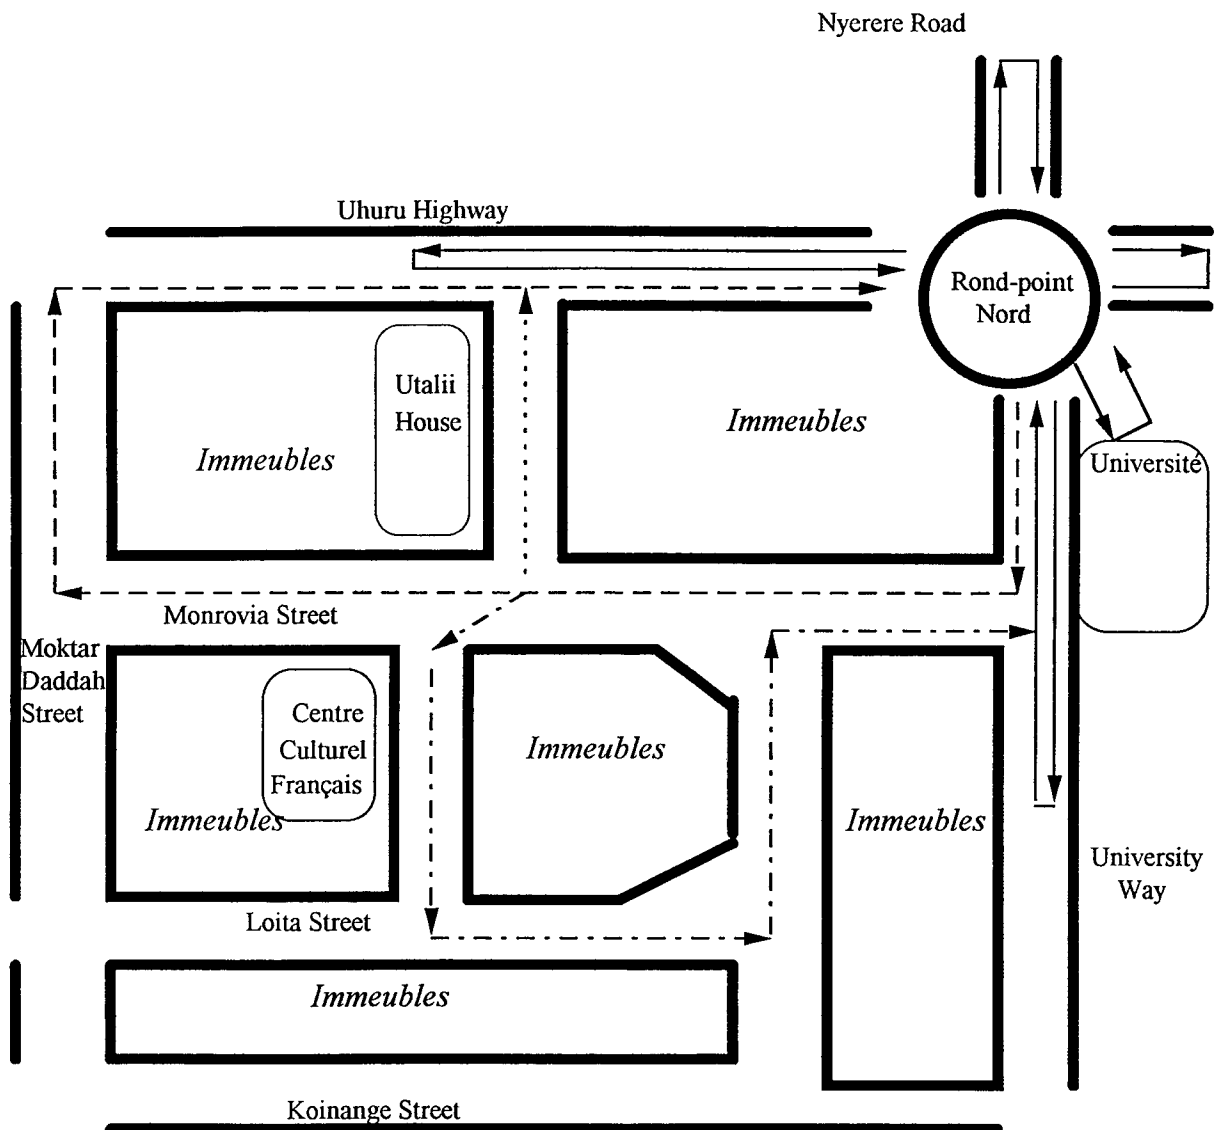 Nyerere Road
Uhuru Highway
Rond-point
Nord
Utalii
House
Immeubles
Immeubles
Université
Monrovia Street
Moktar
Daddah
Street
Centre
Culturel
Français
Immeubles
Immeubles
Immeubles
University
Way
Loita Street
Immeubles
Koinange Street